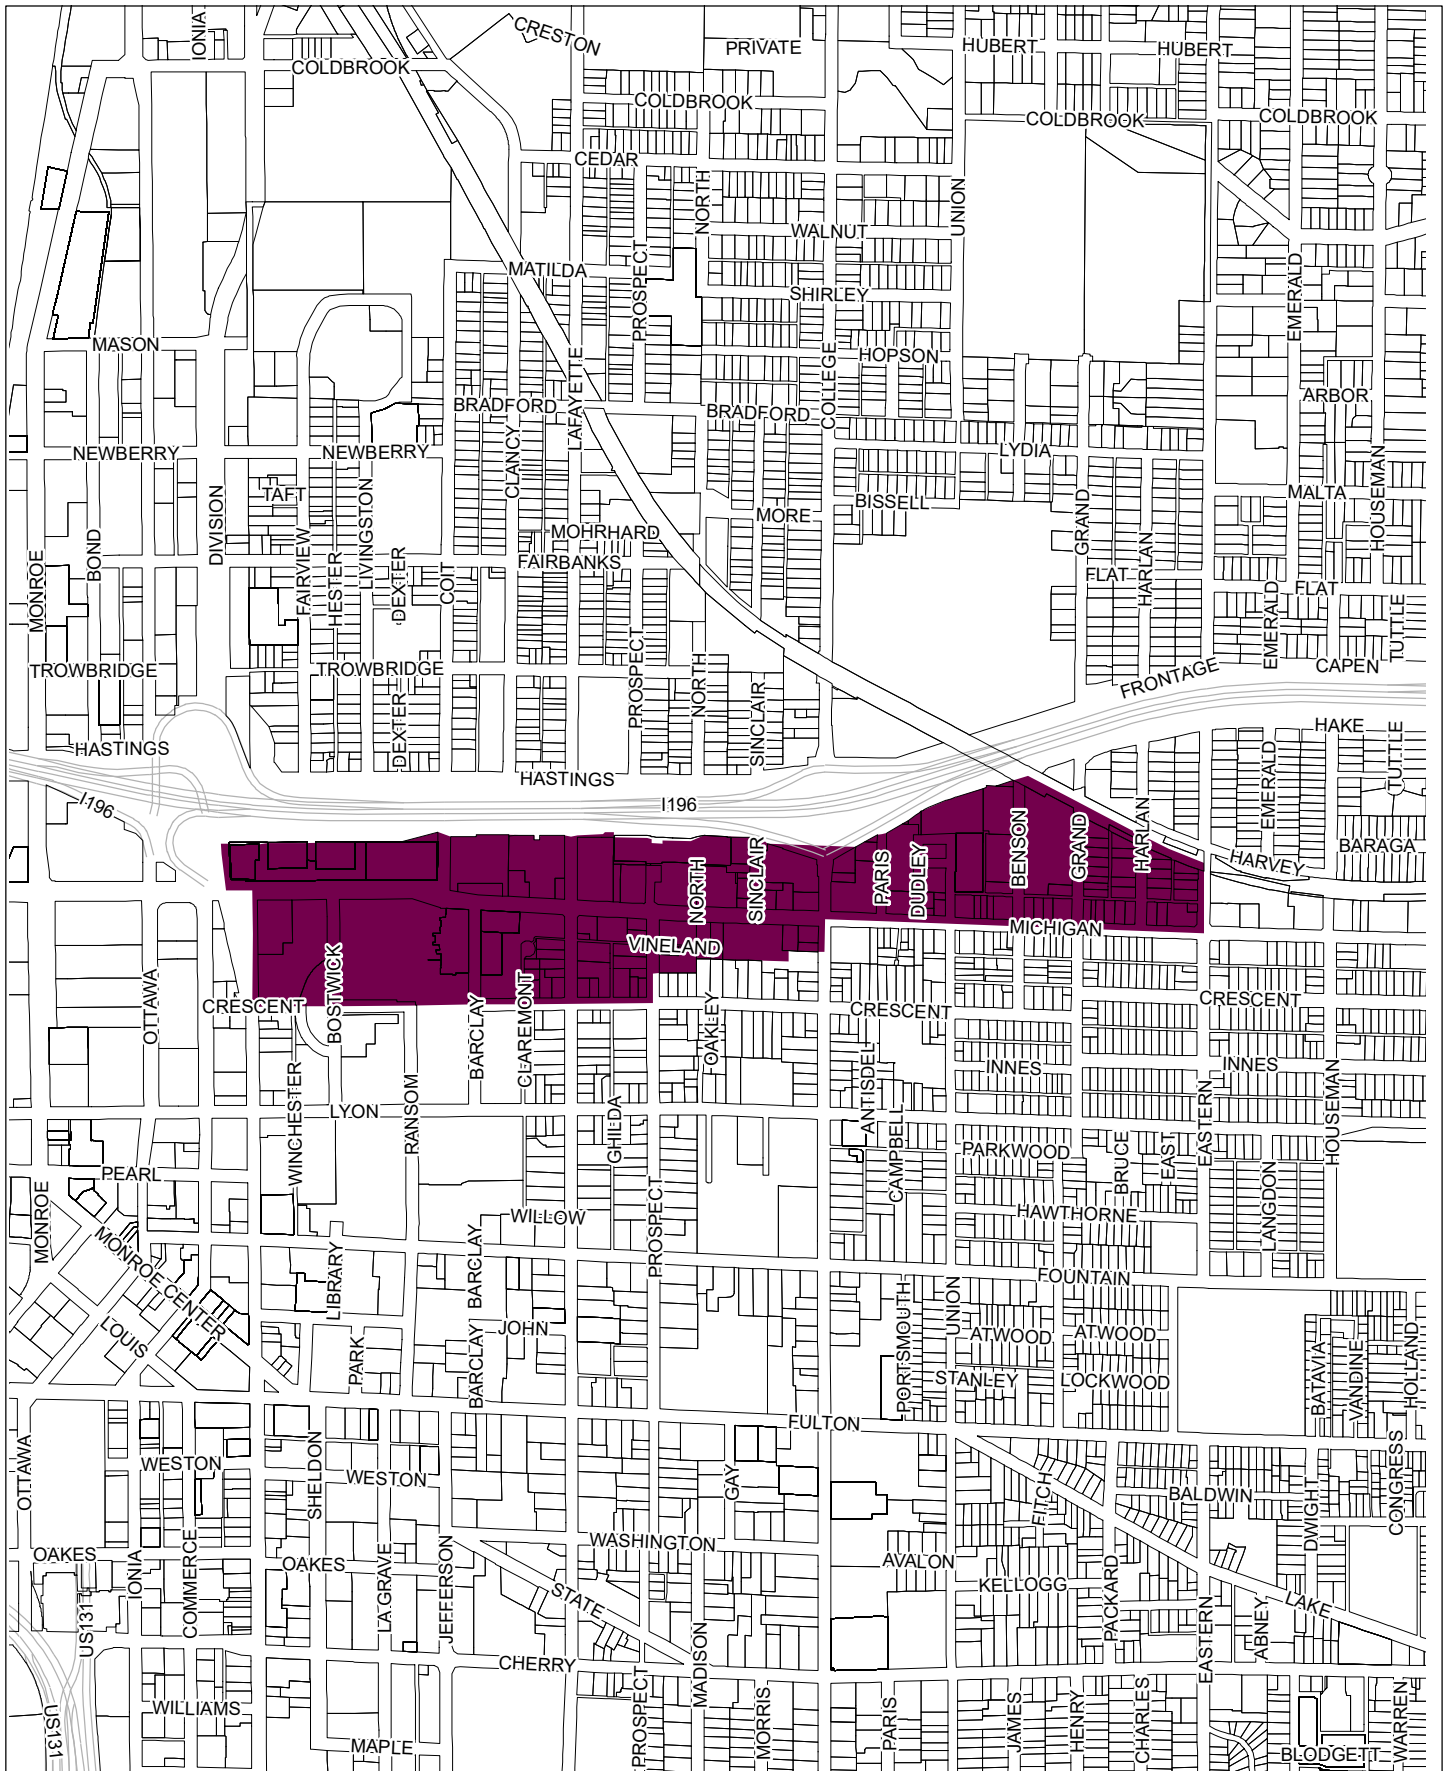 IONIA
CRESTON
PRIVATE
HUBERT
HUBERT
COLDBROOK
COLDBROOK
COLDBROOK
COLDBROOK
CEDAR
NORTH
UNION
WALNUT
MATILDA
PROSPECT
SHIRLEY
EMERALD
MASON
HOPSON
LAFAYETTE
COLLEGE
ARBOR
BRADFORD
BRADFORD
NEWBERRY
NEWBERRY
CLANCY
LYDIA
HOUSEMAN
TAFT
MALTA
BISSELL
MORE
DIVISION
LIVINGSTON
GRAND
MOHRHARD
BOND
FAIRVIEW
HESTER
DEXTER
COIT
FAIRBANKS
HARLAN
MONROE
FLAT
FLAT
EMERALD
TUTTLE
TROWBRIDGE
TROWBRIDGE
PROSPECT
NORTH
FRONTAGE
CAPEN
SINCLAIR
DEXTER
HAKE
HASTINGS
TUTTLE
HASTINGS
EMERALD
I196
I196
BENSON
GRAND
HARLAN
BARAGA
HARVEY
NORTH
SINCLAIR
PARIS
DUDLEY
MICHIGAN
VINELAND
BOSTWICK
OTTAWA
CRESCENT
CLAREMONT
BARCLAY
OAKLEY
CRESCENT
CRESCENT
ANTISDEL
INNES
INNES
WINCHESTER
RANSOM
LYON
GHILDA
CAMPBELL
EASTERN
HOUSEMAN
PARKWOOD
BRUCE
EAST
PEARL
MONROE
PROSPECT
LANGDON
WILLOW
HAWTHORNE
MONROE CENTER
LIBRARY
BARCLAY
FOUNTAIN
PORTSMOUTH
UNION
LOUIS
JOHN
ATWOOD
ATWOOD
PARK
BARCLAY
BATAVIA
VANDINE
HOLLAND
STANLEY
LOCKWOOD
FULTON
OTTAWA
WESTON
SHELDON
WESTON
GAY
FITCH
BALDWIN
DWIGHT
CONGRESS
OAKES
COMMERCE
OAKES
WASHINGTON
AVALON
IONIA
LA GRAVE
JEFFERSON
KELLOGG
PACKARD
STATE
LAKE
US131
ABNEY
EASTERN
CHERRY
MADISON
WILLIAMS
PROSPECT
MORRIS
PARIS
JAMES
HENRY
CHARLES
WARREN
US131
MAPLE
BLODGETT